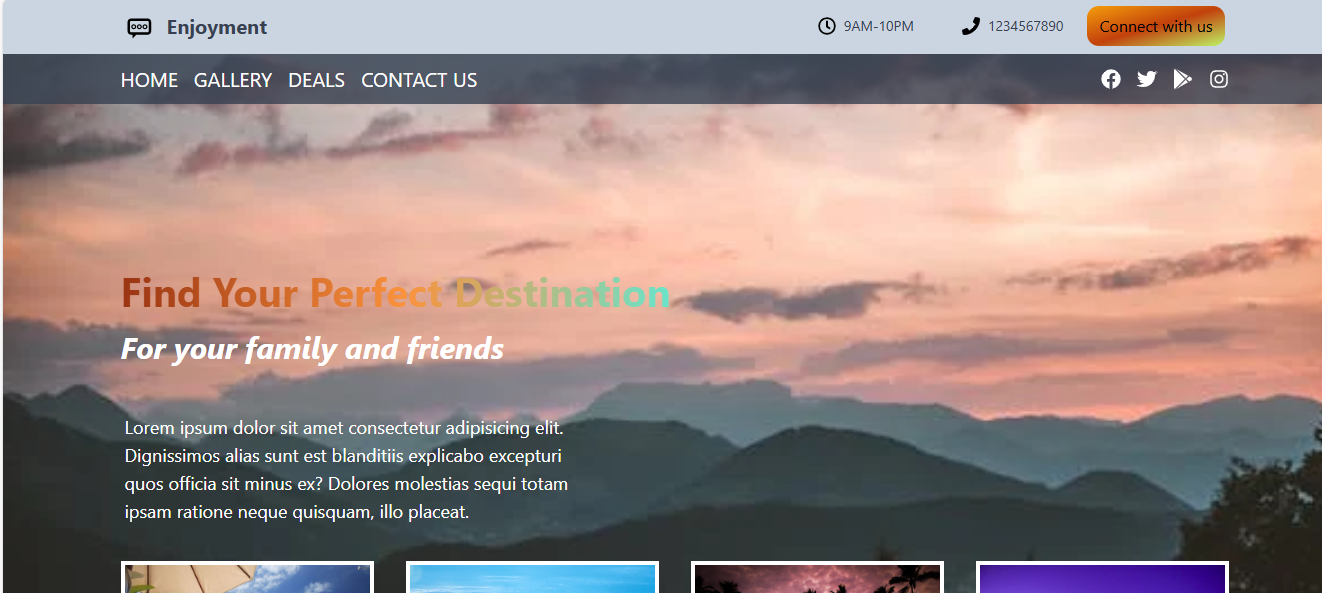 Enjoyment
9AM-10PM
1234567890
Connect with us
HOME GALLERY DEALS CONTACT US
Find Your Perfect Destination
For your family and friends
Lorem ipsum dolor sit amet consectetur adipisicing elit.
Dignissimos alias sunt est blanditiis explicabo excepturi
quos officia sit minus ex? Dolores molestias sequi totam
ipsam ratione neque quisquam, illo placeat.